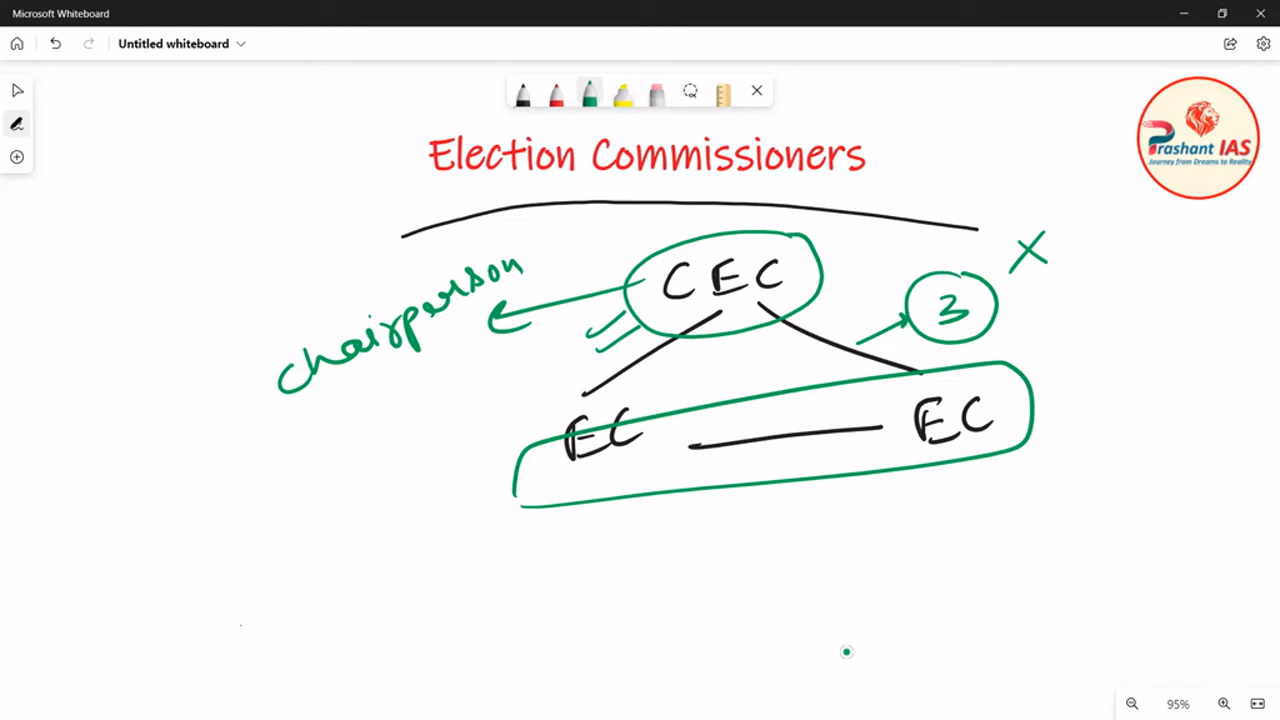 Microsoft Whiteboard
Untitled whiteboard
Election Commissioners
Prashant IAS
Journey from Dreams to Reality
X
CEC
chairperson
3
EC
EC
95%